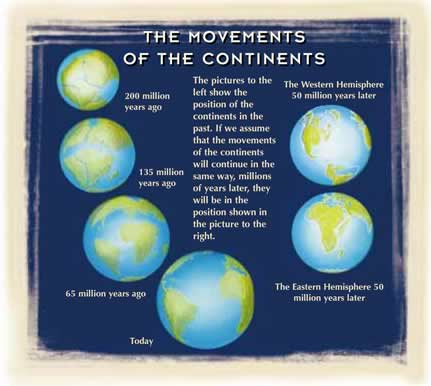 THE MOVEMENTS
OF THE CONTINENTS
200 million
years ago
135 million
years ago
65 million years ago
Today
The pictures to the
left show the
position of the
continents in the
past. If we assume
that the movements
of the continents
will continue in the
same way, millions
of years later, they
will be in the
position shown in
the picture to the
right.
The Western Hemisphere
50 million years later
The Eastern Hemisphere 50
million years later